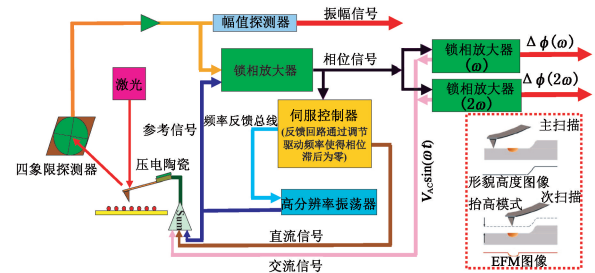 幅值探测器
振幅信号
激光
锁相放大器
相位信号
锁相放大器
(ω)
Δϕ(ω)
锁相放大器
(2ω)
Δϕ(2ω)
参考信号
频率反馈总线
伺服控制器
(反馈回路通过调节
驱动频率使得相位
滞后为零)
四象限探测器
压电陶瓷
Sum
高分辨率振荡器
直流信号
交流信号
V_AC sin(ωt)
主扫描
形貌高度图像
抬高模式
次扫描
EFM图像